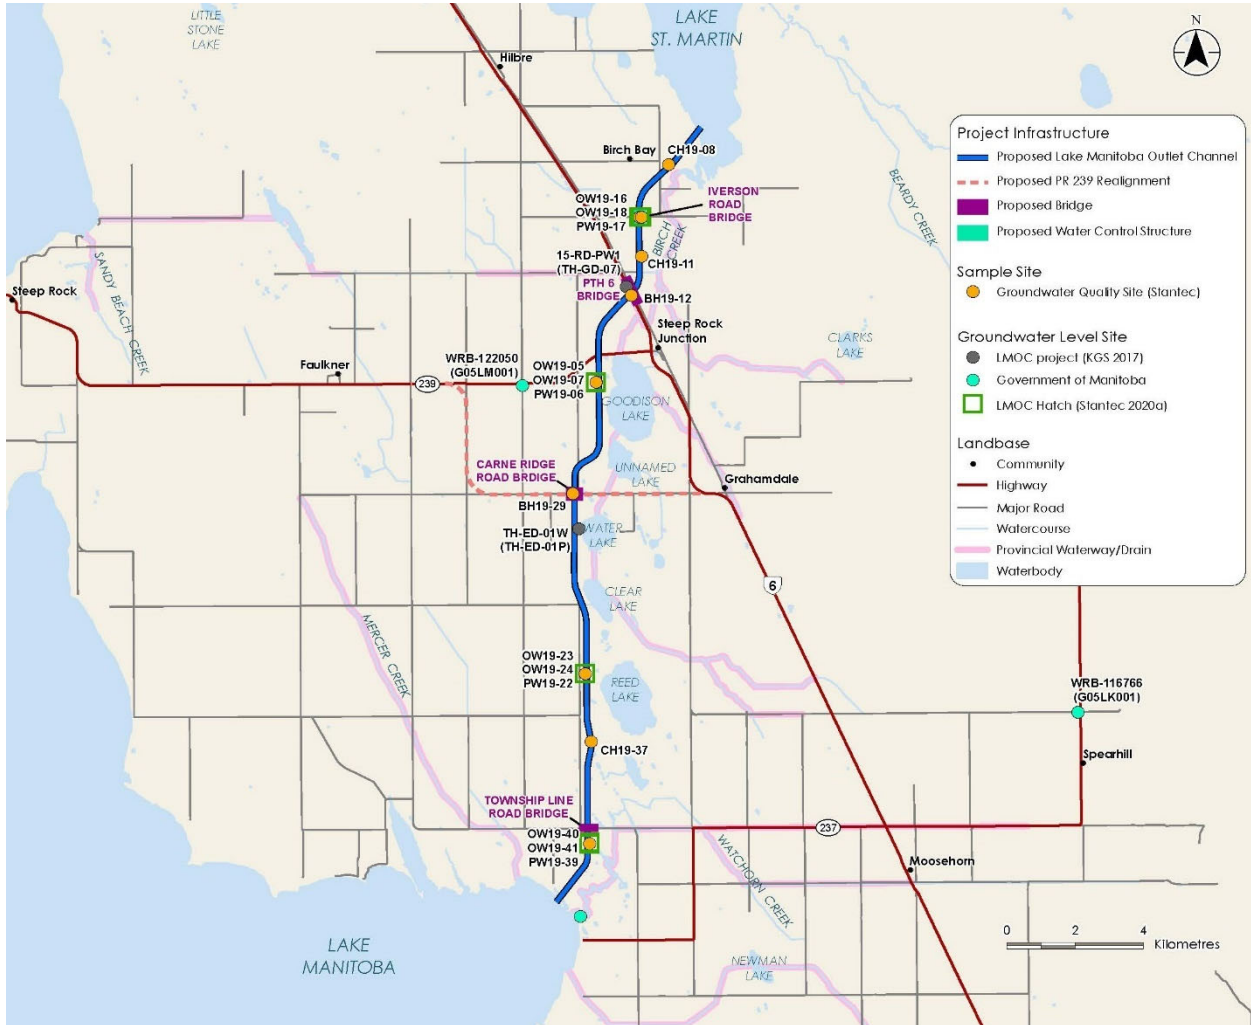 LITTLE
STONE
LAKE
LAKE
ST. MARTIN
N
Hilbre
Birch Bay
CH19-08
OW19-16
OW19-18
PW19-17
IVERSON
ROAD
BRIDGE
BIRCH
CREEK
BEARDY CREEK
CH19-11
15-RD-PW1
(TH-GD-07)
PTH 6
BRIDGE
BH19-12
SANDY BEACH CREEK
Steep Rock
Steep Rock
Junction
CLARKS
LAKE
Faulkner
WRB-122050
(G05LM001)
239
OW19-05
OW19-07
PW19-06
GOODISON
LAKE
CARNE RIDGE
ROAD BRIDGE
UNNAMED
LAKE
Grahamdale
BH19-29
TH-ED-01W
(TH-ED-01P)
WATER
LAKE
6
CLEAR
LAKE
MERCER CREEK
OW19-23
OW19-24
PW19-22
REED
LAKE
WRB-116766
(G05LK001)
CH19-37
Spearhill
TOWNSHIP LINE
ROAD BRIDGE
237
OW19-40
OW19-41
PW19-39
WATCHORN CREEK
Moosehorn
LAKE
MANITOBA
NEWMAN
LAKE
0 2 4
Kilometres
Project Infrastructure
Proposed Lake Manitoba Outlet Channel
Proposed PR 239 Realignment
Proposed Bridge
Proposed Water Control Structure
Sample Site
Groundwater Quality Site (Stantec)
Groundwater Level Site
LMOC project (KGS 2017)
Government of Manitoba
LMOC Hatch (Stantec 2020a)
Landbase
Community
Highway
Major Road
Watercourse
Provincial Waterway/Drain
Waterbody